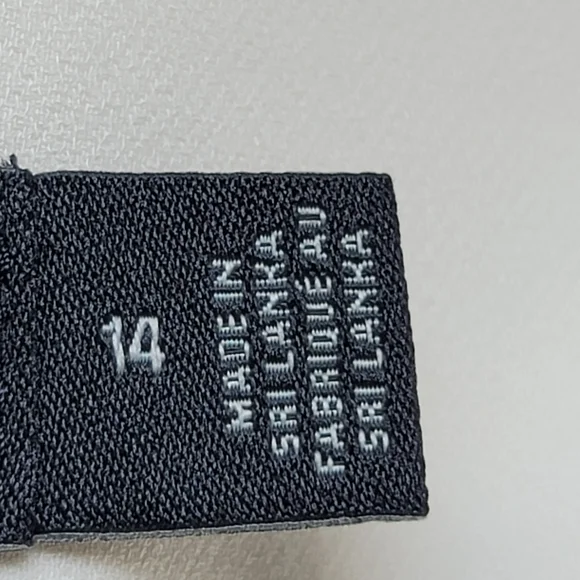 14
MADE IN
SRI LANKA
FABRIQUÉ AU
SRI LANKA